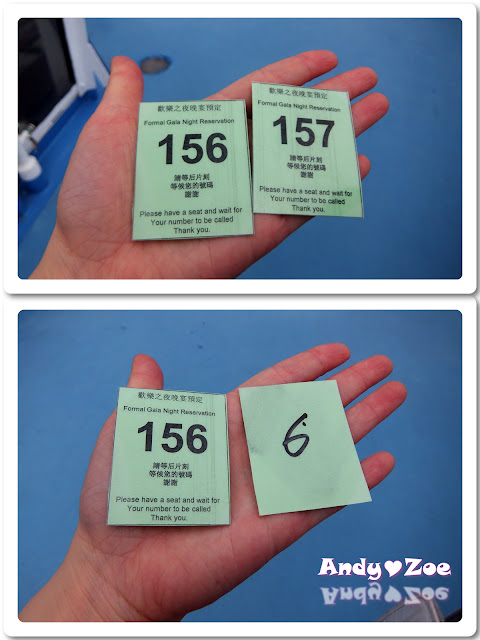 歡樂之夜晚宴預定
Formal Gala Night Reservation
156
請等后片刻
等候您的號碼
謝謝
Please have a seat and wait for
Your number to be called
Thank you.
歡樂之夜晚宴預定
Formal Gala Night Reservation
157
請等后片刻
等候您的號碼
謝謝
Please have a seat and wait for
Your number to be called
Thank you.
歡樂之夜晚宴預定
Formal Gala Night Reservation
156
請等后片刻
等候您的號碼
謝謝
Please have a seat and wait for
Your number to be called
Thank you.
6
Andy♥Zoe